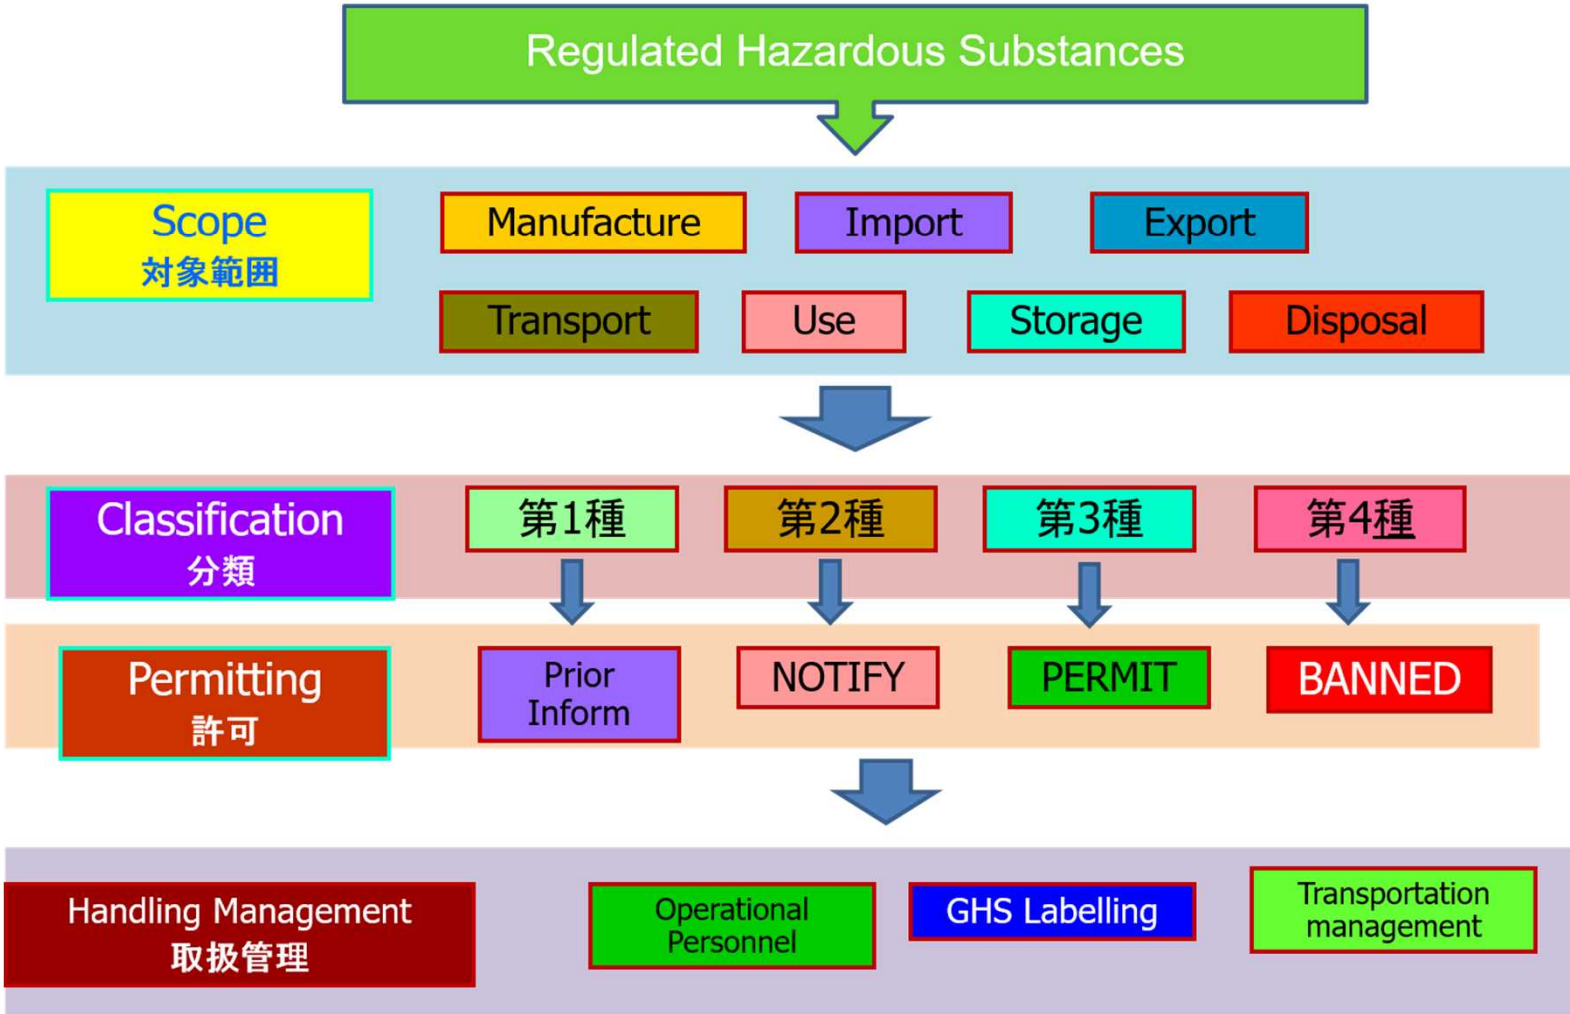 Regulated Hazardous Substances
Scope
対象範囲
Manufacture
Import
Export
Transport
Use
Storage
Disposal
Classification
分類
第1種
第2種
第3種
第4種
Permitting
許可
Prior
Inform
NOTIFY
PERMIT
BANNED
Handling Management
取扱管理
Operational
Personnel
GHS Labelling
Transportation
management